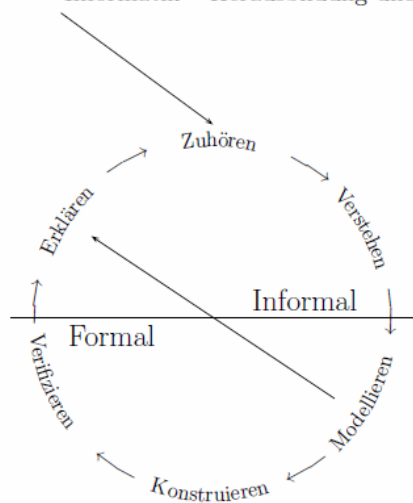 Zuhören
Verstehen
Erklären
Informal
Formal
Modellieren
Verifizieren
Konstruieren